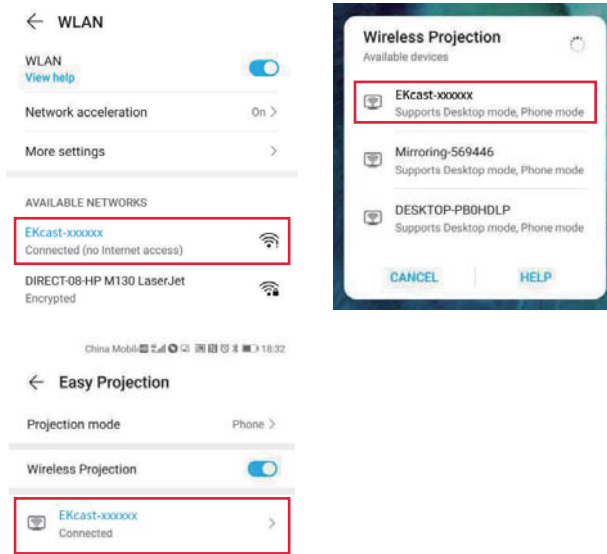 WLAN
WLAN
View help
Network acceleration On
More settings
AVAILABLE NETWORKS
EKcast-xxxxxx
Connected (no Internet access)
DIRECT-08-HP M130 LaserJet
Encrypted
Wireless Projection
Available devices
EKcast-xxxxxx
Supports Desktop mode, Phone mode
Mirroring-569446
Supports Desktop mode, Phone mode
DESKTOP-PB0HDLP
Supports Desktop mode, Phone mode
CANCEL HELP
China Mobile 18:32
Easy Projection
Projection mode Phone
Wireless Projection
EKcast-xxxxxx
Connected